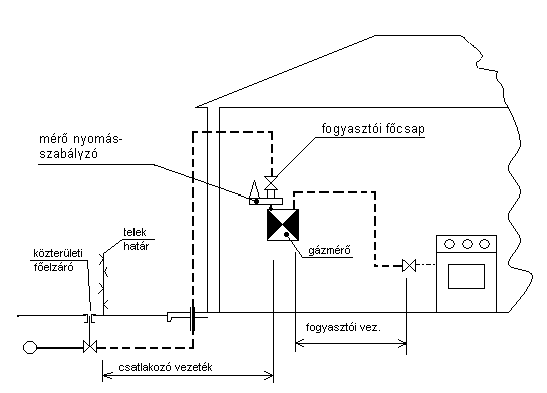 fogyasztói főcsap
mérő nyomás-
szabályzó
telek
határ
közterületi
főelzáró
gázmérő
fogyasztói vez.
csatlakozó vezeték